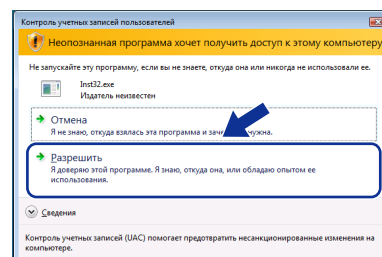 Контроль учетных записей пользователей
Неопознанная программа хочет получить доступ к этому компьютеру
Не запускайте эту программу, если вы не знаете, откуда она или никогда не использовали ее.
Inst32.exe
Издатель неизвестен
Отмена
Я не знаю, откуда взялась эта программа и нужна.
Разрешить
Я доверяю этой программе. Я знаю, откуда она, или обладаю опытом ее
использования.
Сведения
Контроль учетных записей (UAC) помогает предотвратить несанкционированные изменения на
компьютере.